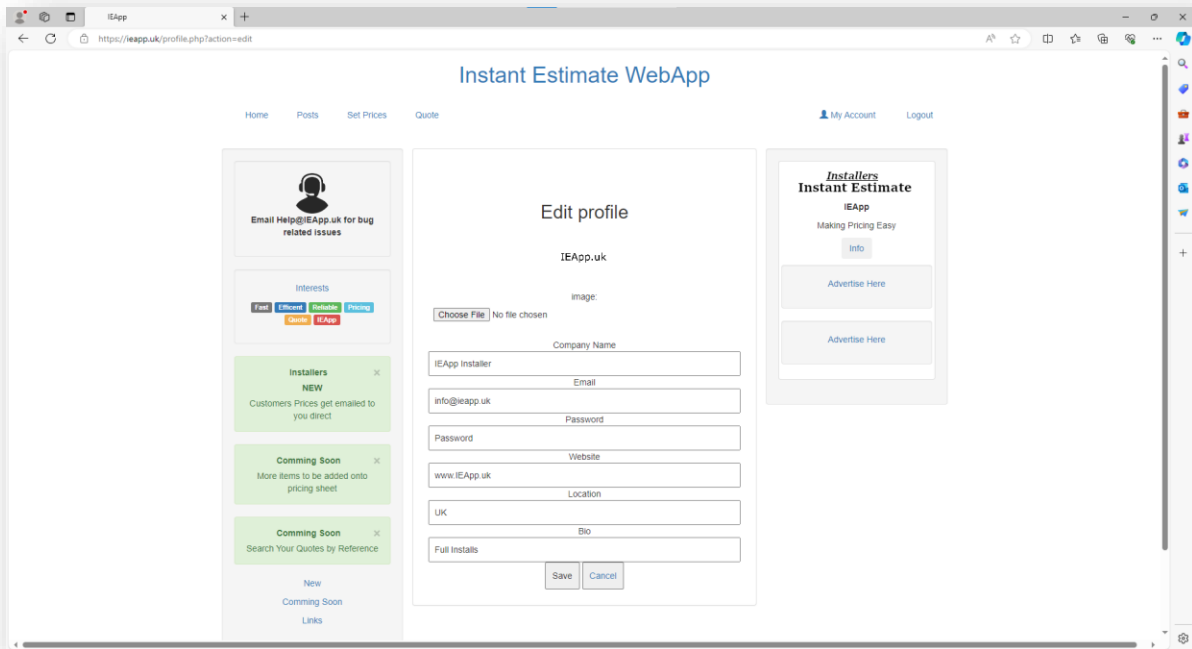 IEApp
https://ieapp.uk/profile.php?action=edit
Instant Estimate WebApp
Home Posts Set Prices Quote My Account Logout
Email Help@IEApp.uk for bug
related issues
Interests
Fast Efficent Reliable Pricing
Quote IEApp
Installers ×
NEW
Customers Prices get emailed to
you direct
Comming Soon ×
More items to be added onto
pricing sheet
Comming Soon ×
Search Your Quotes by Reference
New
Comming Soon
Links
Edit profile
IEApp.uk
image:
Choose File No file chosen
Company Name
IEApp Installer
Email
info@ieapp.uk
Password
Password
Website
www.IEApp.uk
Location
UK
Bio
Full Installs
Save Cancel
Installers
Instant Estimate
IEApp
Making Pricing Easy
Info
Advertise Here
Advertise Here